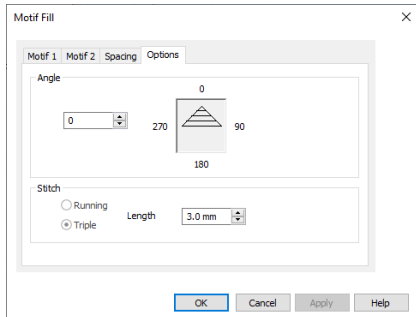 Motif Fill
Motif 1 Motif 2 Spacing Options
Angle
0
0
270
90
180
Stitch
Running
Triple
Length
3.0 mm
OK Cancel Apply Help